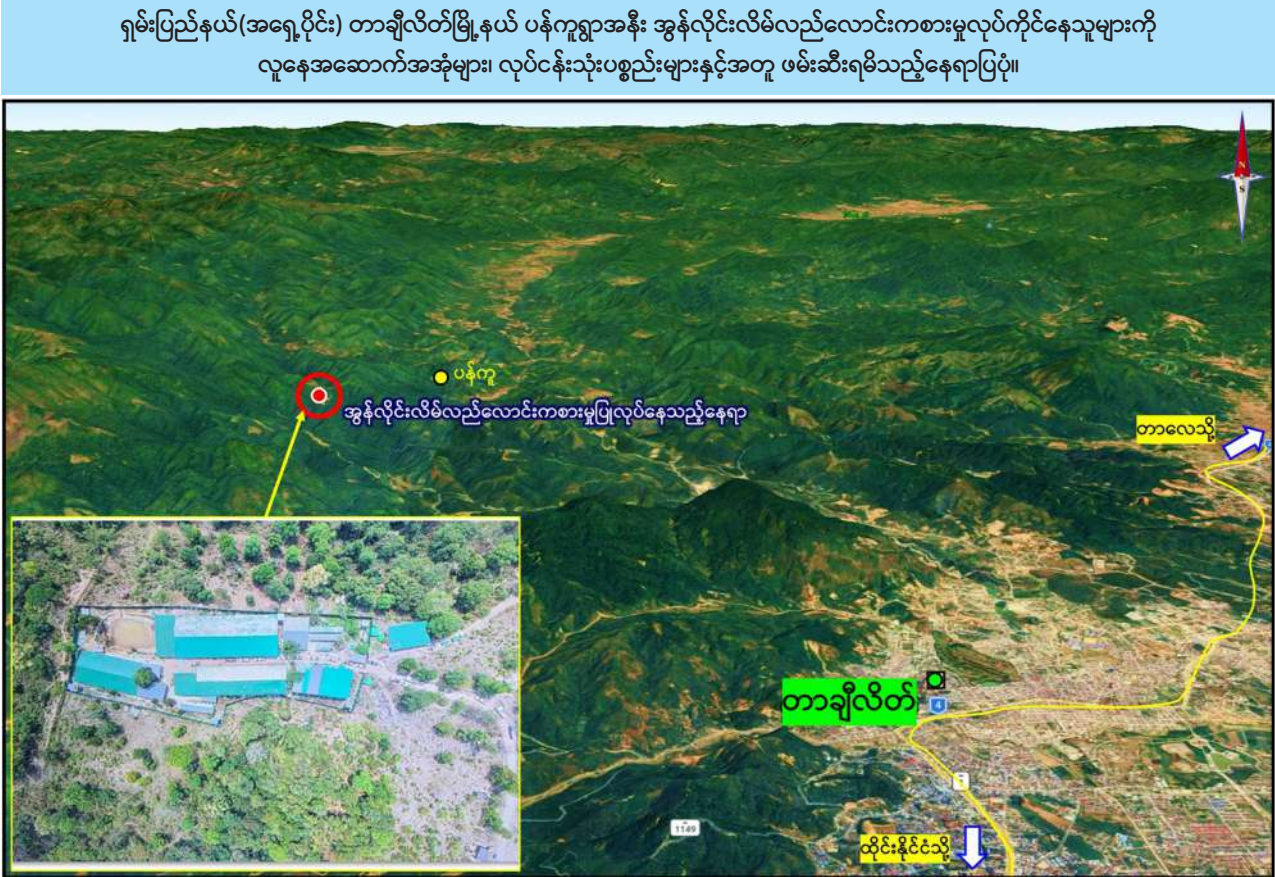 ရှမ်းပြည်နယ်(အရှေ့ပိုင်း) တာချီလိတ်မြို့နယ် ပန်ကူရွာအနီး အွန်လိုင်းလိမ်လည်လောင်းကစားမှုလုပ်ကိုင်နေသူများကို
လူနေအဆောက်အအုံများ၊ လုပ်ငန်းသုံးပစ္စည်းများနှင့်အတူ ဖမ်းဆီးရမိသည့်နေရာပြပုံ။
N
S
ပန်ကူ
အွန်လိုင်းလိမ်လည်လောင်းကစားမှုပြုလုပ်နေသည့်နေရာ
တာလေသို့
တာချီလိတ်
4
1
1149
ထိုင်းနိုင်ငံသို့